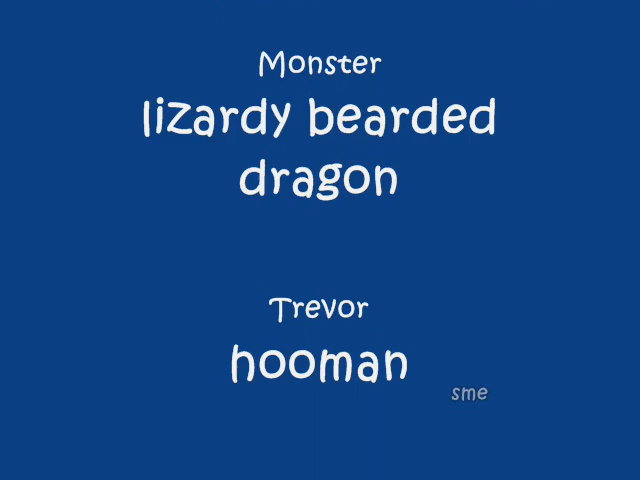 Monster
lizardy bearded
dragon
Trevor
hooman
sme